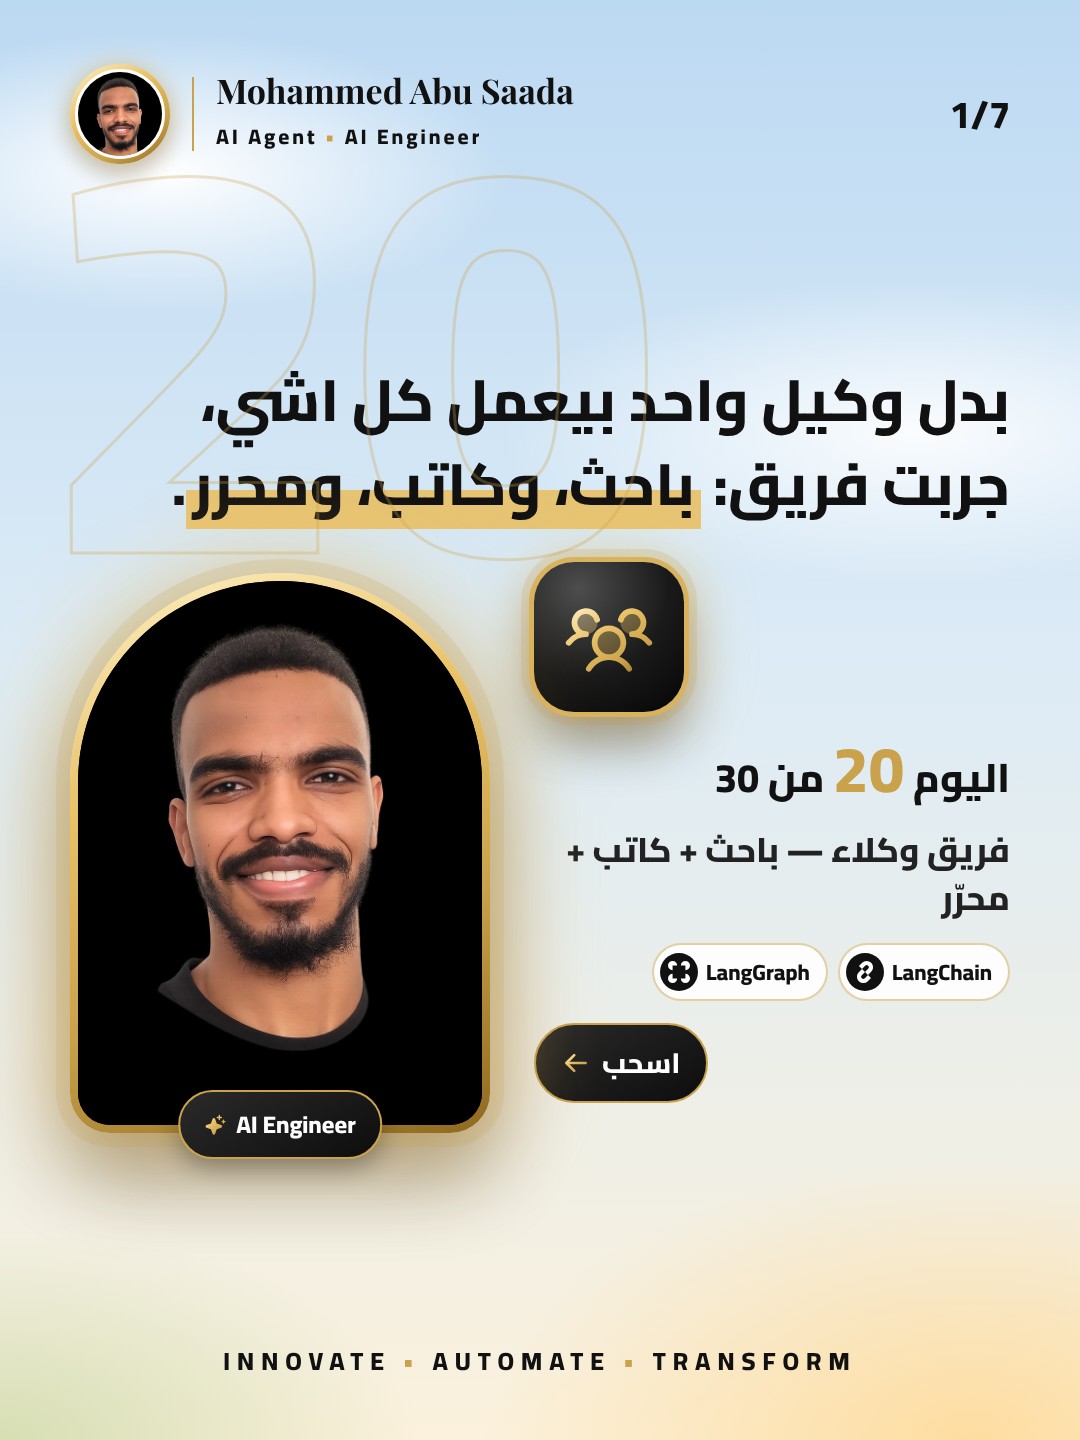 Mohammed Abu Saada
AI Agent ▪ AI Engineer
1/7
20
بدل وكيل واحد بيعمل كل اشي،
جربت فريق: باحث، وكاتب، ومحرر.
اليوم 20 من 30
فريق وكلاء — باحث + كاتب +
محرّر
LangChain
LangGraph
اسحب ←
AI Engineer
INNOVATE ▪ AUTOMATE ▪ TRANSFORM